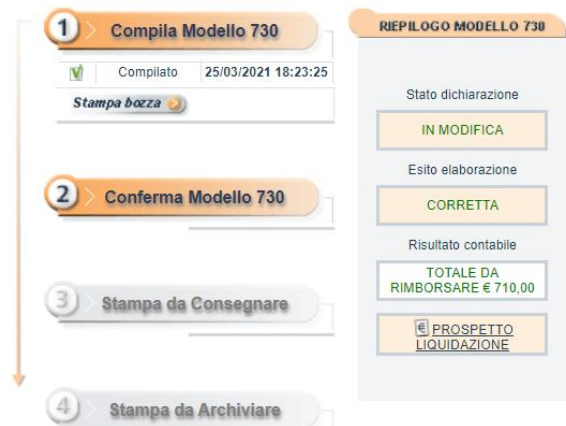 1 Compila Modello 730
Compilato 25/03/2021 18:23:25
Stampa bozza
2 Conferma Modello 730
3 Stampa da Consegnare
4 Stampa da Archiviare
RIEPILOGO MODELLO 730
Stato dichiarazione
IN MODIFICA
Esito elaborazione
CORRETTA
Risultato contabile
TOTALE DA
RIMBORSARE € 710,00
€ PROSPETTO
LIQUIDAZIONE